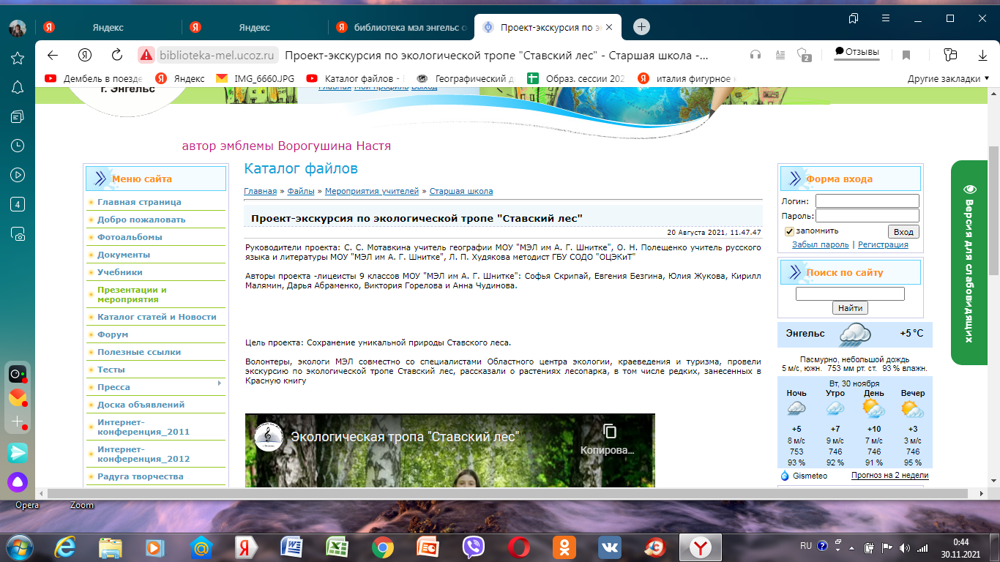 Яндекс
Яндекс
библиотека мэл энгельс о
Проект-экскурсия по э
biblioteka-mel.ucoz.ru
Проект-экскурсия по экологической тропе "Ставский лес" - Старшая школа -...
2
Отзывы
Дембель в поезде
Яндекс
IMG_6660.JPG
Каталог файлов - Б
Географический д
Образ. сессии 202
италия фигурное
Другие закладки
г. Энгельс
Главная Мой профиль Выход
автор эмблемы Ворогушина Настя
Меню сайта
Главная страница
Добро пожаловать
Фотоальбомы
Документы
Учебники
Презентации и
мероприятия
Каталог статей и Новости
Форум
Полезные ссылки
Тесты
Пресса
Доска объявлений
Интернет-
конференция_2011
Интернет-
конференция_2012
Радуга творчества
Каталог файлов
Главная » Файлы » Мероприятия учителей » Старшая школа
Проект-экскурсия по экологической тропе "Ставский лес"
20 Августа 2021, 11.47.47
Руководители проекта: С. С. Мотавкина учитель географии МОУ "МЭЛ им А. Г. Шнитке", О. Н. Полещенко учитель русского
языка и литературы МОУ "МЭЛ им А. Г. Шнитке", Л. П. Худякова методист ГБУ СОДО "ОЦЭКиТ"
Авторы проекта -лицеисты 9 классов МОУ "МЭЛ им А. Г. Шнитке": Софья Скрипай, Евгения Безгина, Юлия Жукова, Кирилл
Малямин, Дарья Абраменко, Виктория Горелова и Анна Чудинова.
Цель проекта: Сохранение уникальной природы Ставского леса.
Волонтеры, экологи МЭЛ совместно со специалистами Областного центра экологии, краеведения и туризма, провели
экскурсию по экологической тропе Ставский лес, рассказали о растениях лесопарка, в том числе редких, занесенных в
Красную книгу
Экологическая тропа "Ставский лес"
Копирова...
Форма входа
Логин:
Пароль:
запомнить
Вход
Забыл пароль | Регистрация
Поиск по сайту
Найти
Энгельс +5 °C
Пасмурно, небольшой дождь
5 м/с, южн. 753 мм рт. ст. 93 % влажн.
Вт, 30 ноября
Ночь Утро День Вечер
+5 +7 +10 +3
8 м/с 9 м/с 7 м/с 3 м/с
753 746 746 746
93 % 92 % 91 % 95 %
Gismeteo Прогноз на 2 недели
Версия для слабовидящих
4
Opera
Zoom
RU
0:44
30.11.2021